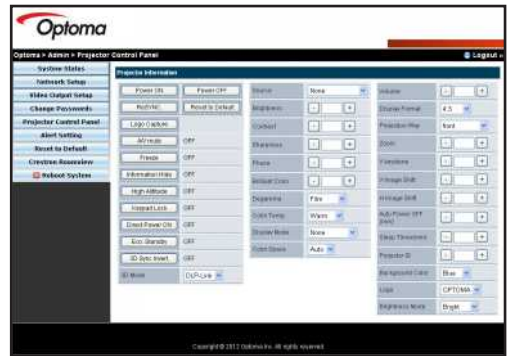 Optoma
Optoma > Admin > Projector Control Panel
Logout
System Status
Network Setup
Video Output Setup
Change Passwords
Projector Control Panel
Alert Setting
Reset to Default
Crestron Roomview
Reboot System
Projector Information
Power ON
Power OFF
ReSYNC
Reset to Default
Logo Capture
AV mute
OFF
Freeze
OFF
Information Hide
OFF
High Altitude
OFF
Keypad Lock
OFF
Direct Power ON
OFF
Eco. Standby
OFF
3D Sync Invert.
OFF
3D Mode
DLP-Link
Source
None
Brightness
-
+
Contrast
-
+
Sharpness
-
+
Phase
-
+
Brilliant Color
-
+
Degamma
Film
Color Temp.
Warm
Display Mode
None
Color Space
Auto
Volume
-
+
Display Format
4:3
Projection Way
front
Zoom
-
+
V Keystone
-
+
V Image Shift
-
+
H Image Shift
-
+
Auto Power OFF (min)
-
+
Sleep Timer(min)
-
+
Projector ID
-
+
Background Color
Blue
Logo
OPTOMA
Brightness Mode
Bright
Copyright © 2012 Optoma Inc. All rights reserved.